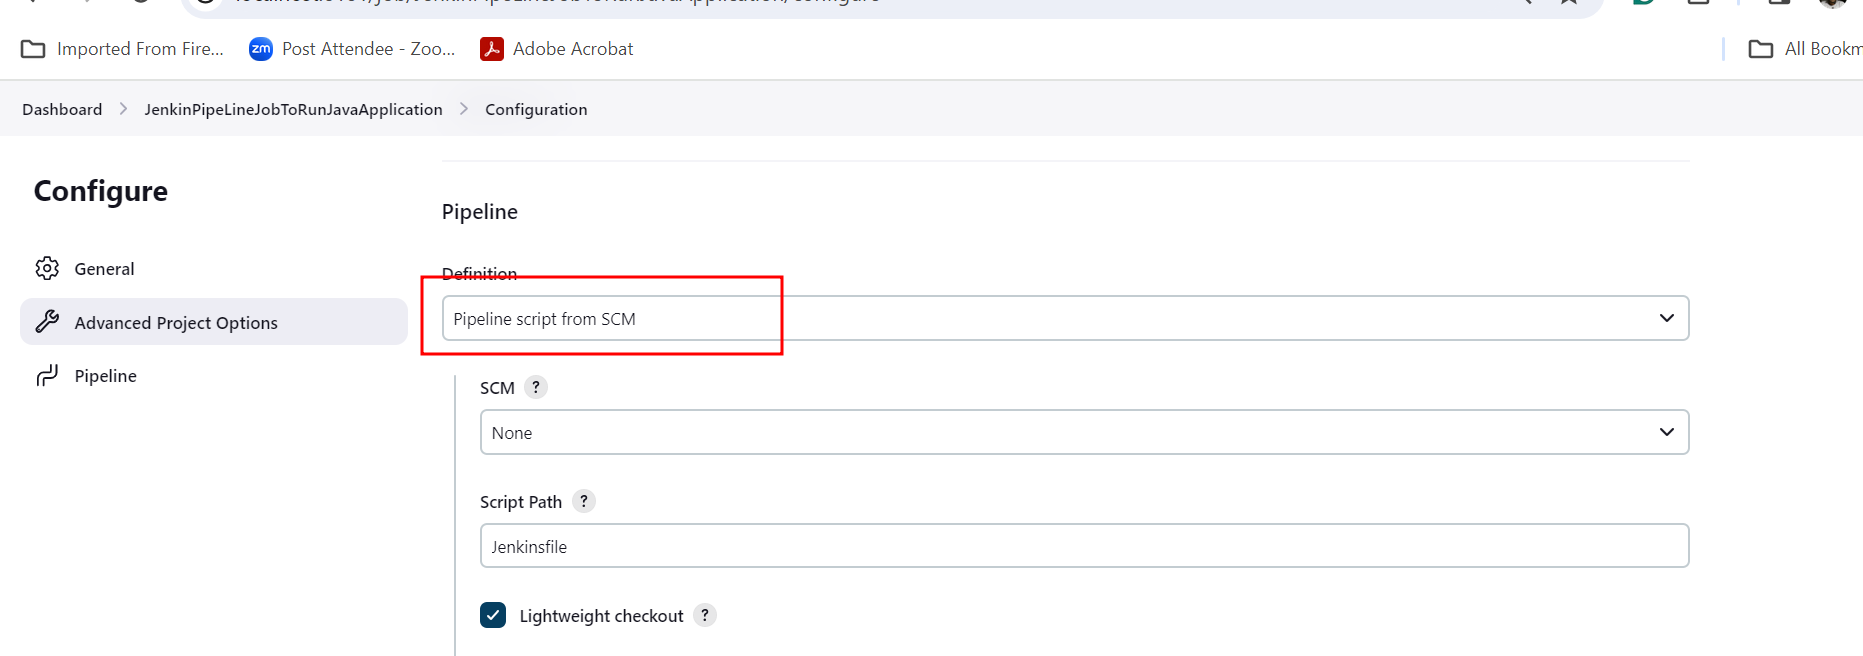 Imported From Fire...
zm Post Attendee - Zoo...
Adobe Acrobat
All Bookm
Dashboard > JenkinPipeLineJobToRunJavaApplication > Configuration
Configure
General
Advanced Project Options
Pipeline
Pipeline
Definition
Pipeline script from SCM
SCM ?
None
Script Path ?
Jenkinsfile
Lightweight checkout ?